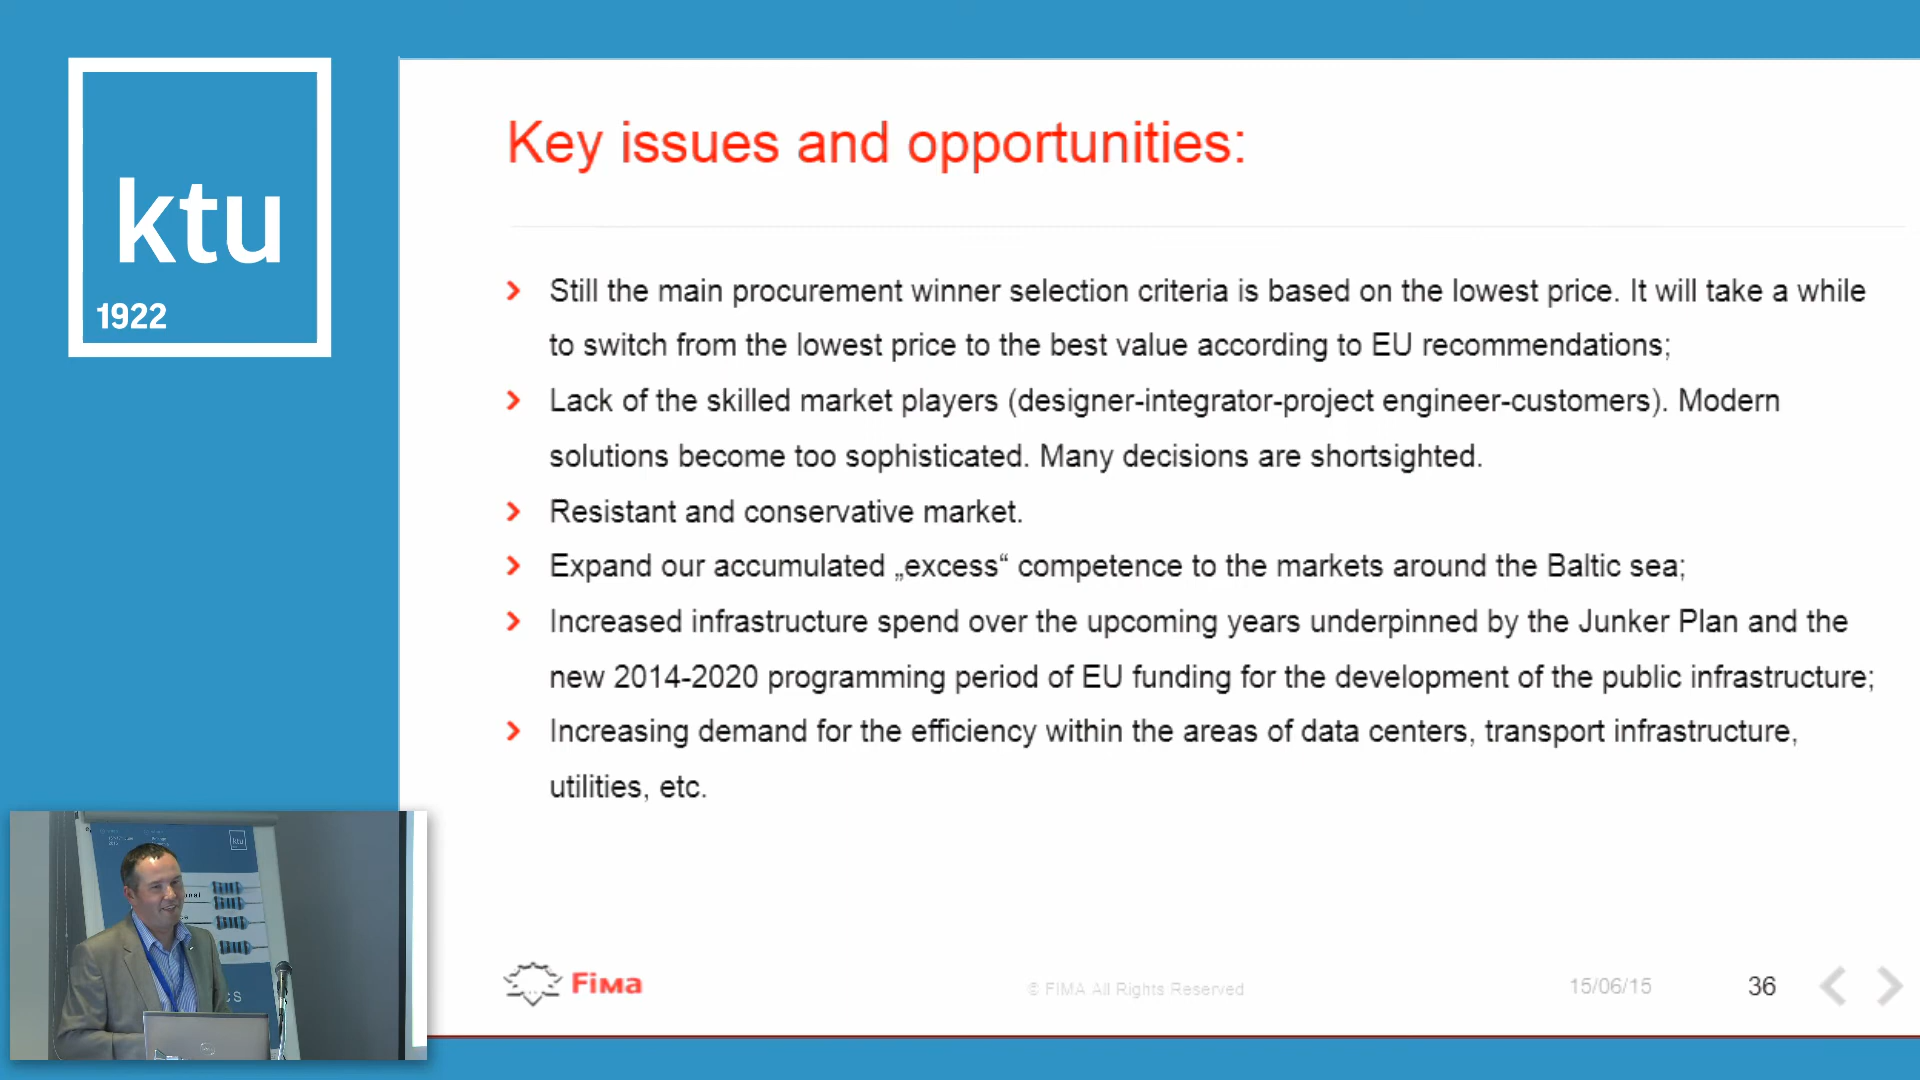 ktu
1922
Key issues and opportunities:
Still the main procurement winner selection criteria is based on the lowest price. It will take a while
to switch from the lowest price to the best value according to EU recommendations;
Lack of the skilled market players (designer-integrator-project engineer-customers). Modern
solutions become too sophisticated. Many decisions are shortsighted.
Resistant and conservative market.
Expand our accumulated „excess“ competence to the markets around the Baltic sea;
Increased infrastructure spend over the upcoming years underpinned by the Junker Plan and the
new 2014-2020 programming period of EU funding for the development of the public infrastructure;
Increasing demand for the efficiency within the areas of data centers, transport infrastructure,
utilities, etc.
ktu
FiMa
© FIMA All Rights Reserved
15/06/15
36